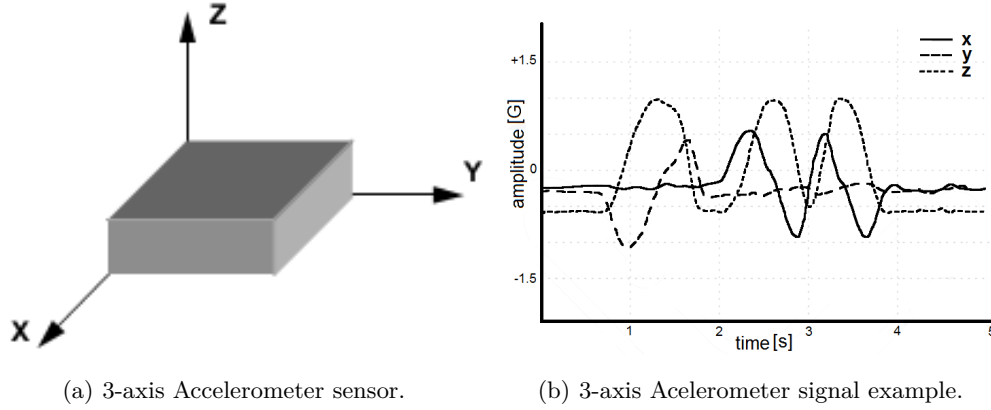 Z
Y
X
+1.5
0
-1.5
amplitude [G]
x
y
z
1 2 3 4 5
time [s]
(a) 3-axis Accelerometer sensor.
(b) 3-axis Acelerometer signal example.